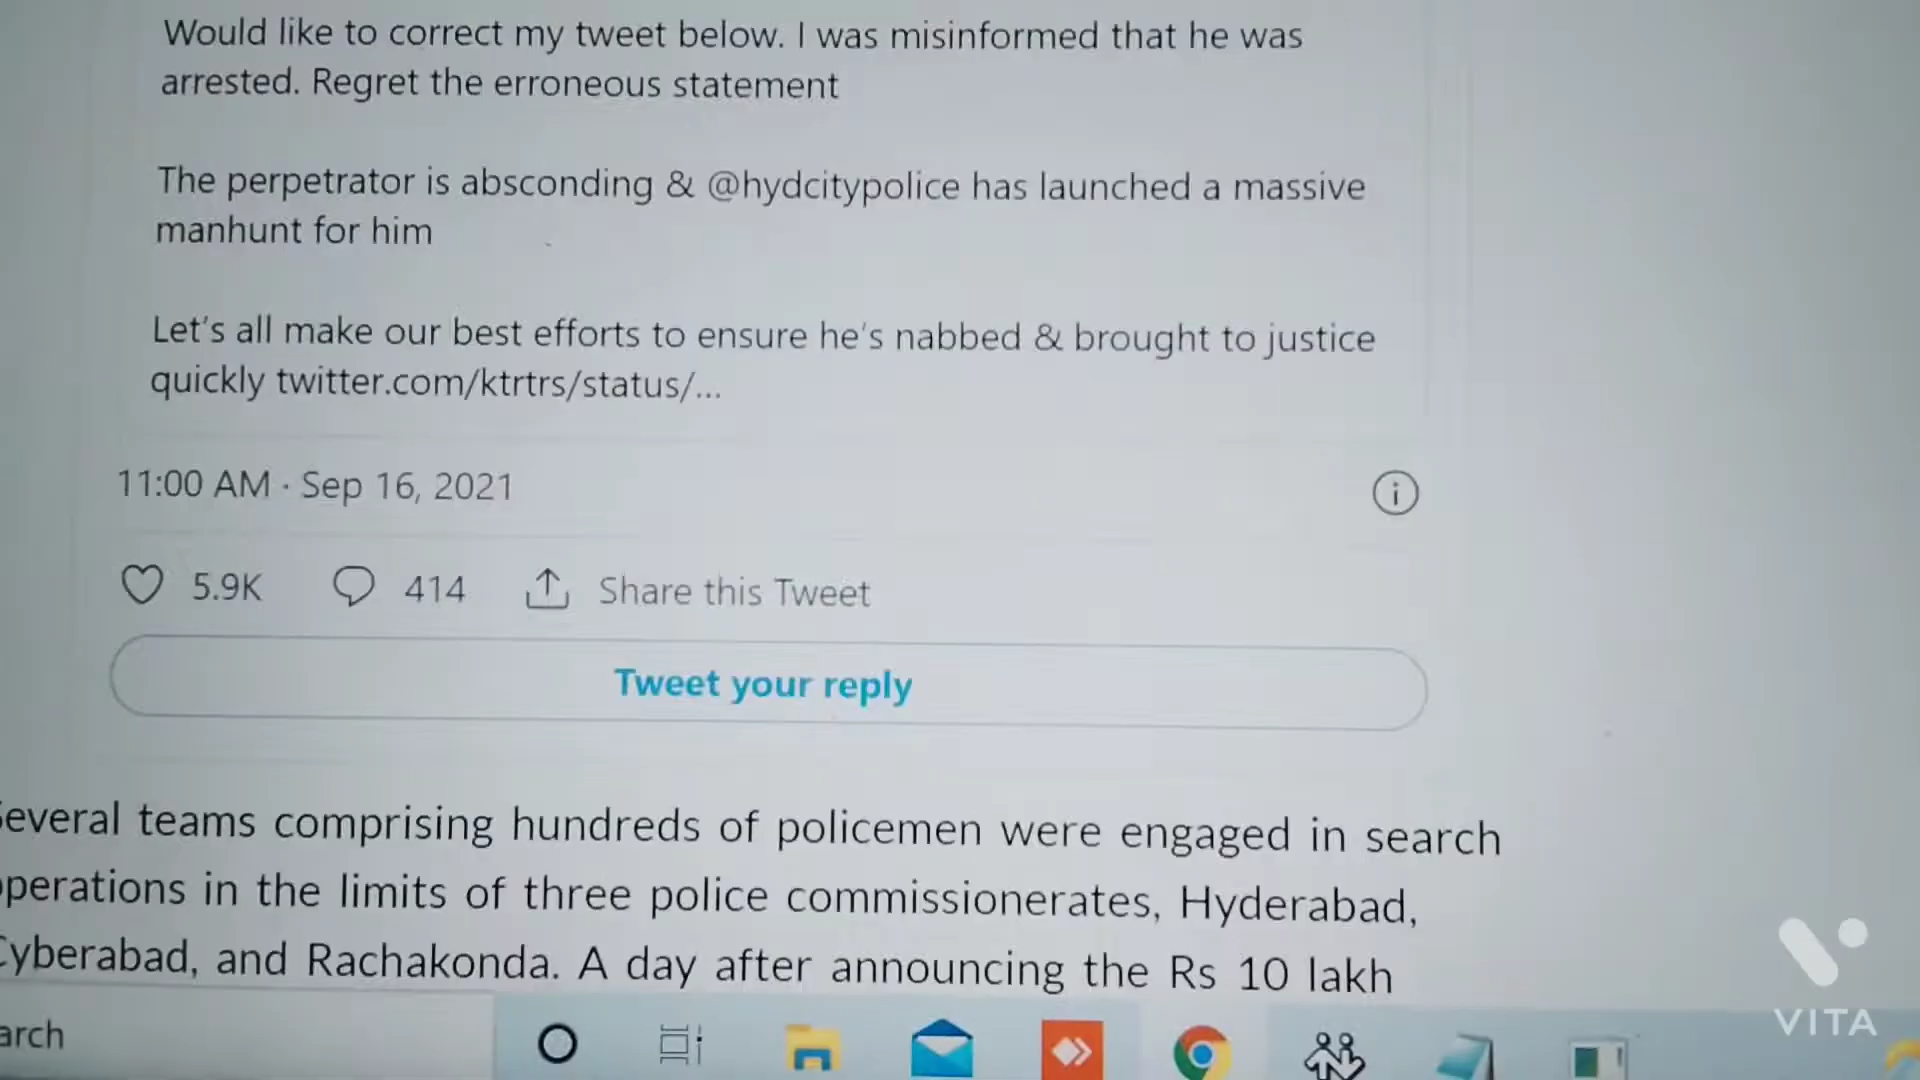 Would like to correct my tweet below. I was misinformed that he was
arrested. Regret the erroneous statement
The perpetrator is absconding & @hydcitypolice has launched a massive
manhunt for him
Let's all make our best efforts to ensure he's nabbed & brought to justice
quickly twitter.com/ktrtrs/status/...
11:00 AM · Sep 16, 2021
5.9K 414 Share this Tweet
Tweet your reply
everal teams comprising hundreds of policemen were engaged in search
perations in the limits of three police commissionerates, Hyderabad,
Cyberabad, and Rachakonda. A day after announcing the Rs 10 lakh
arch
VITA